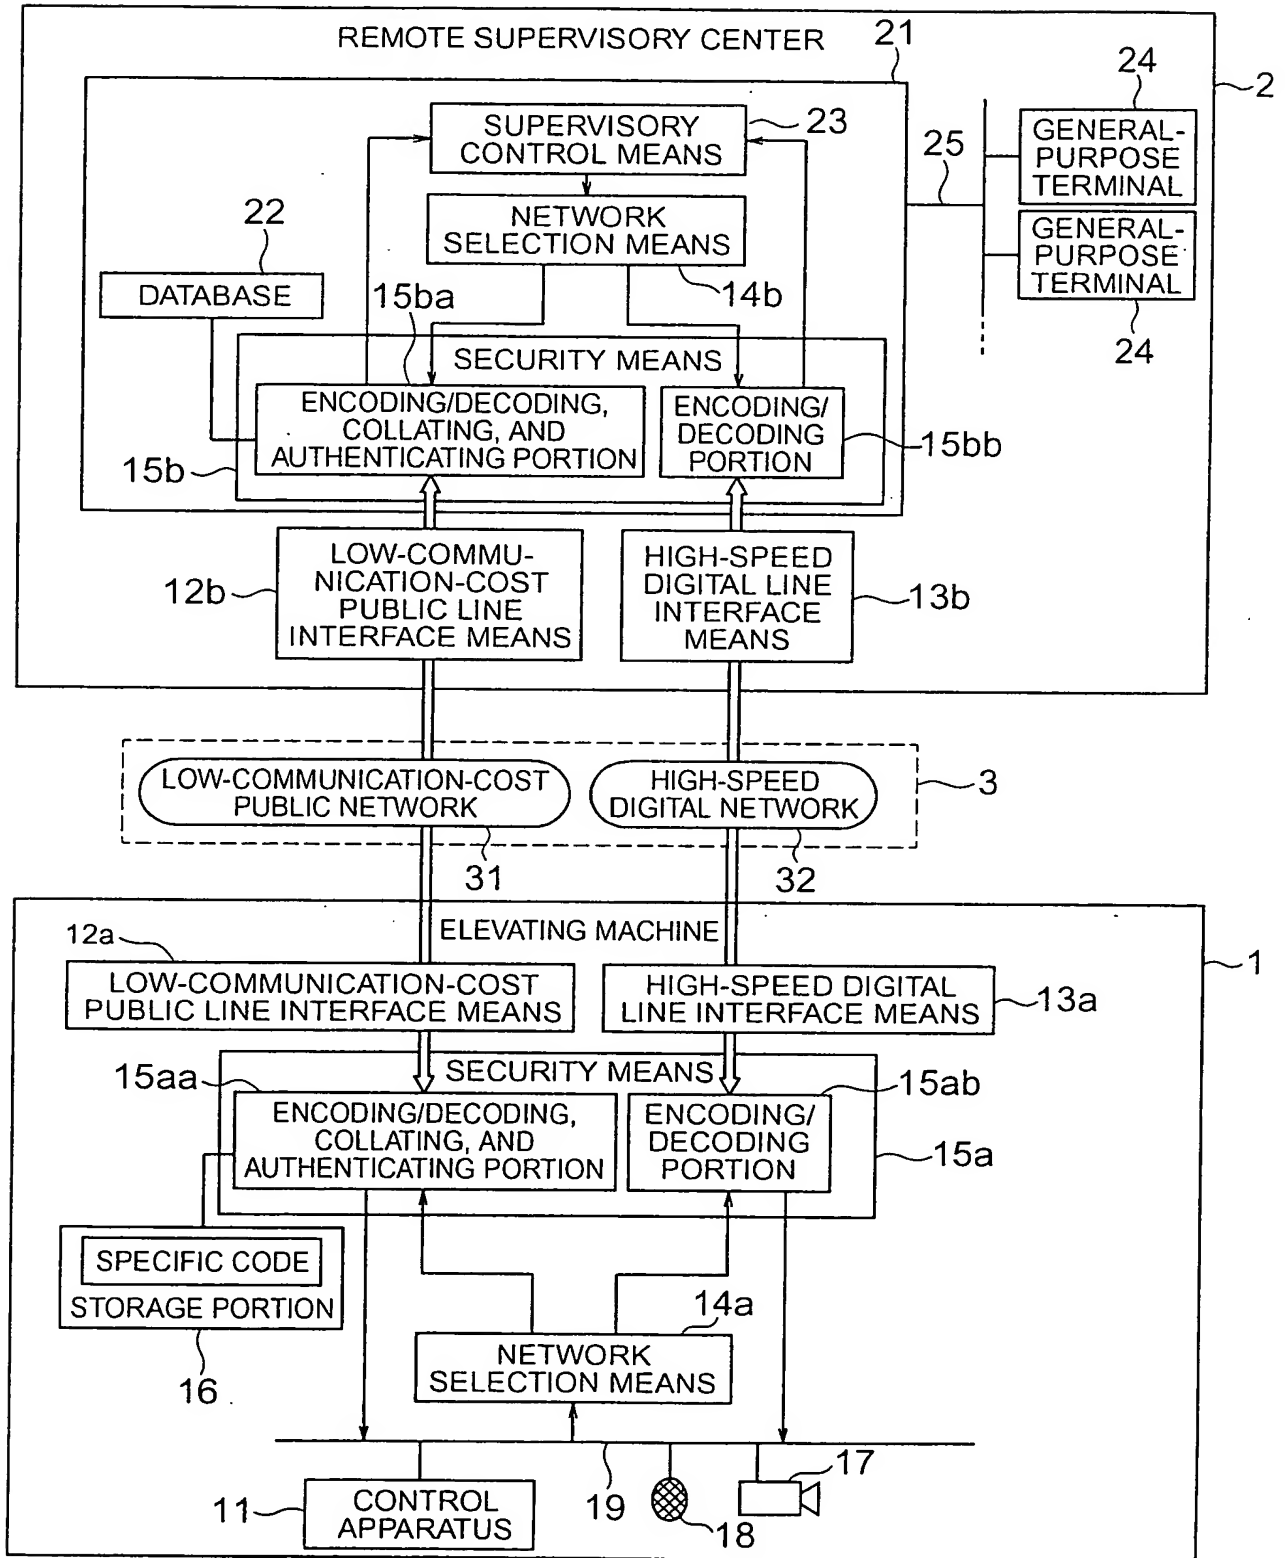 REMOTE SUPERVISORY CENTER
21
2
24
GENERAL-
PURPOSE
TERMINAL
25
GENERAL-
PURPOSE
TERMINAL
24
SUPERVISORY
CONTROL MEANS
23
NETWORK
SELECTION MEANS
14b
22
DATABASE
15ba
SECURITY MEANS
ENCODING/DECODING,
COLLATING, AND
AUTHENTICATING PORTION
ENCODING/
DECODING
PORTION
15bb
15b
LOW-COMMU-
NICATION-COST
PUBLIC LINE
INTERFACE MEANS
12b
HIGH-SPEED
DIGITAL LINE
INTERFACE
MEANS
13b
LOW-COMMUNICATION-COST
PUBLIC NETWORK
HIGH-SPEED
DIGITAL NETWORK
3
31
32
ELEVATING MACHINE
1
12a
LOW-COMMUNICATION-COST
PUBLIC LINE INTERFACE MEANS
HIGH-SPEED DIGITAL
LINE INTERFACE MEANS
13a
15aa
SECURITY MEANS
15ab
ENCODING/DECODING,
COLLATING, AND
AUTHENTICATING PORTION
ENCODING/
DECODING
PORTION
15a
SPECIFIC CODE
STORAGE PORTION
16
14a
NETWORK
SELECTION MEANS
11
CONTROL
APPARATUS
19
18
17